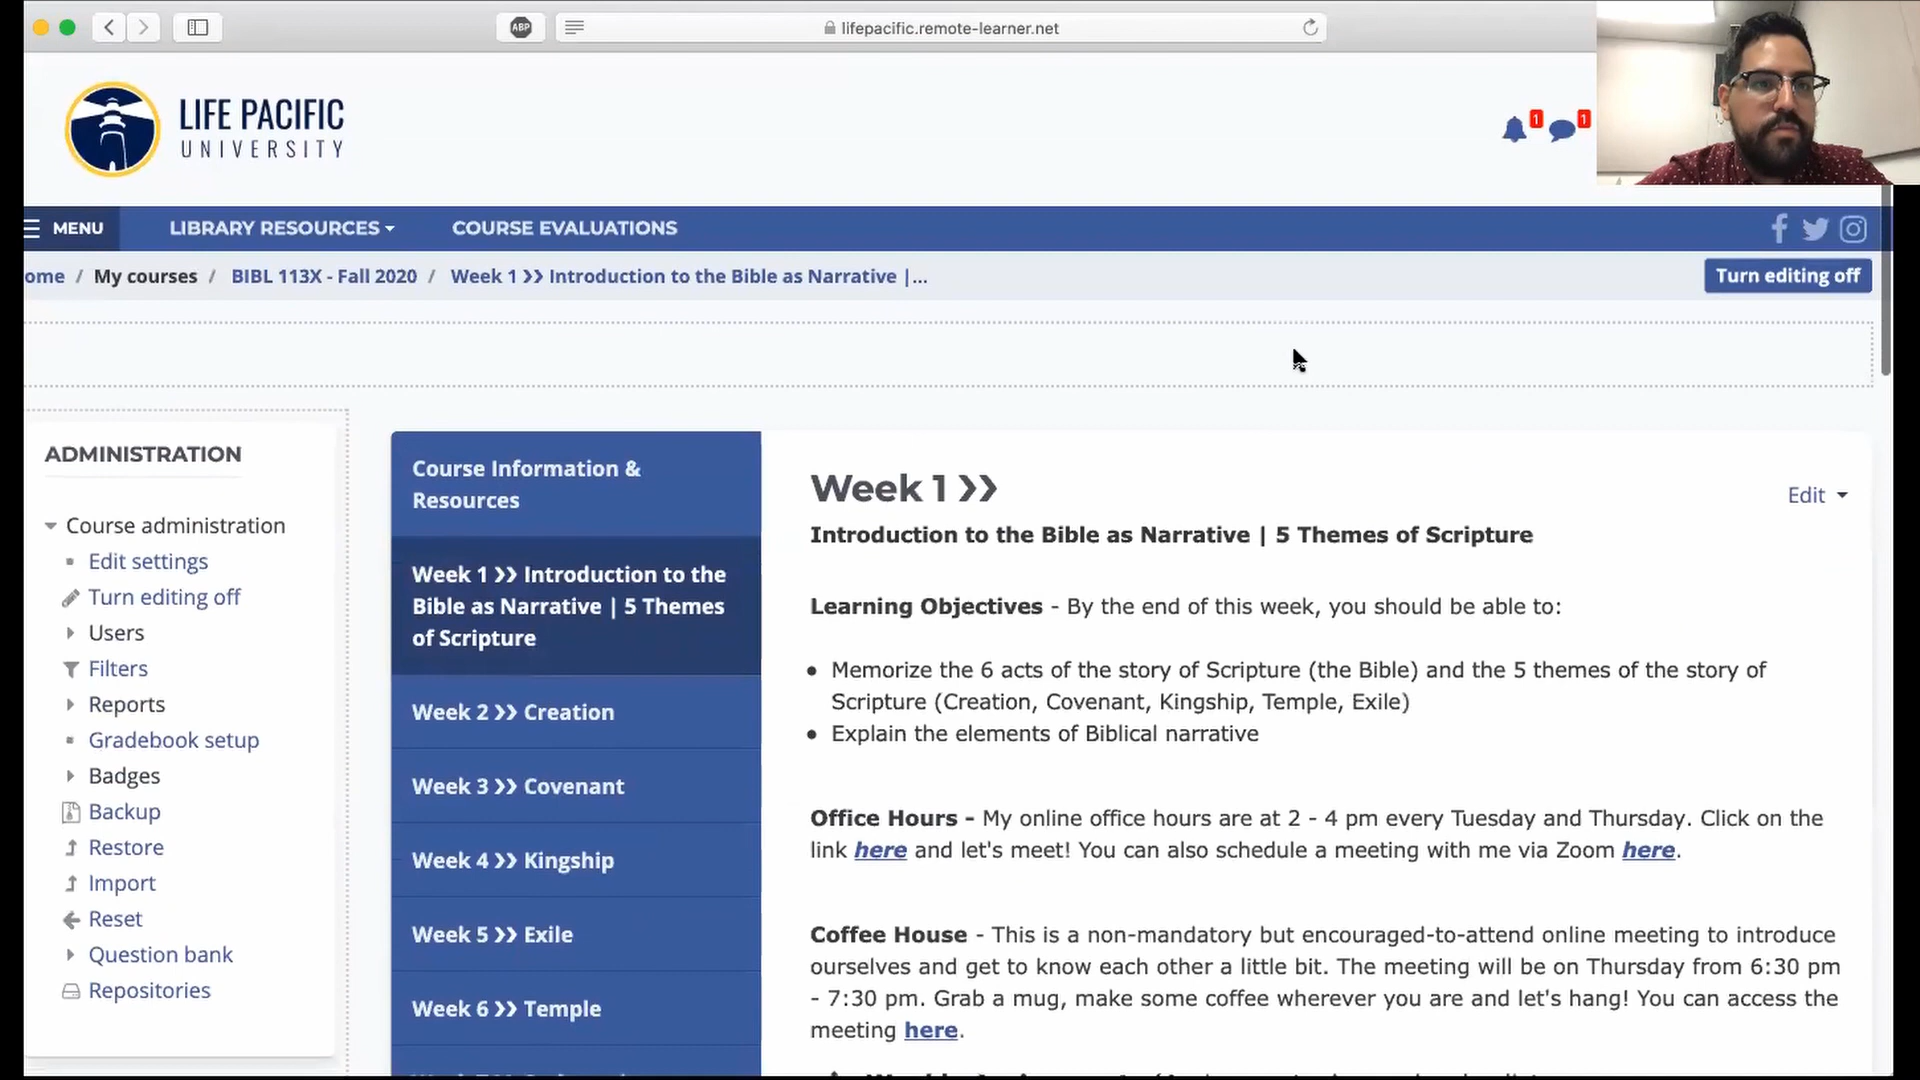 ABP
lifepacific.remote-learner.net
LIFE PACIFIC
UNIVERSITY
1
1
MENU
LIBRARY RESOURCES
COURSE EVALUATIONS
ome / My courses / BIBL 113X - Fall 2020 / Week 1 ❯❯ Introduction to the Bible as Narrative |...
Turn editing off
ADMINISTRATION
Course administration
Edit settings
Turn editing off
Users
Filters
Reports
Gradebook setup
Badges
Backup
Restore
Import
Reset
Question bank
Repositories
Course Information &
Resources
Week 1 ❯❯ Introduction to the
Bible as Narrative | 5 Themes
of Scripture
Week 2 ❯❯ Creation
Week 3 ❯❯ Covenant
Week 4 ❯❯ Kingship
Week 5 ❯❯ Exile
Week 6 ❯❯ Temple
Week 1 ❯❯
Edit
Introduction to the Bible as Narrative | 5 Themes of Scripture
Learning Objectives - By the end of this week, you should be able to:
• Memorize the 6 acts of the story of Scripture (the Bible) and the 5 themes of the story of
Scripture (Creation, Covenant, Kingship, Temple, Exile)
• Explain the elements of Biblical narrative
Office Hours - My online office hours are at 2 - 4 pm every Tuesday and Thursday. Click on the
link here and let's meet! You can also schedule a meeting with me via Zoom here.
Coffee House - This is a non-mandatory but encouraged-to-attend online meeting to introduce
ourselves and get to know each other a little bit. The meeting will be on Thursday from 6:30 pm
- 7:30 pm. Grab a mug, make some coffee wherever you are and let's hang! You can access the
meeting here.